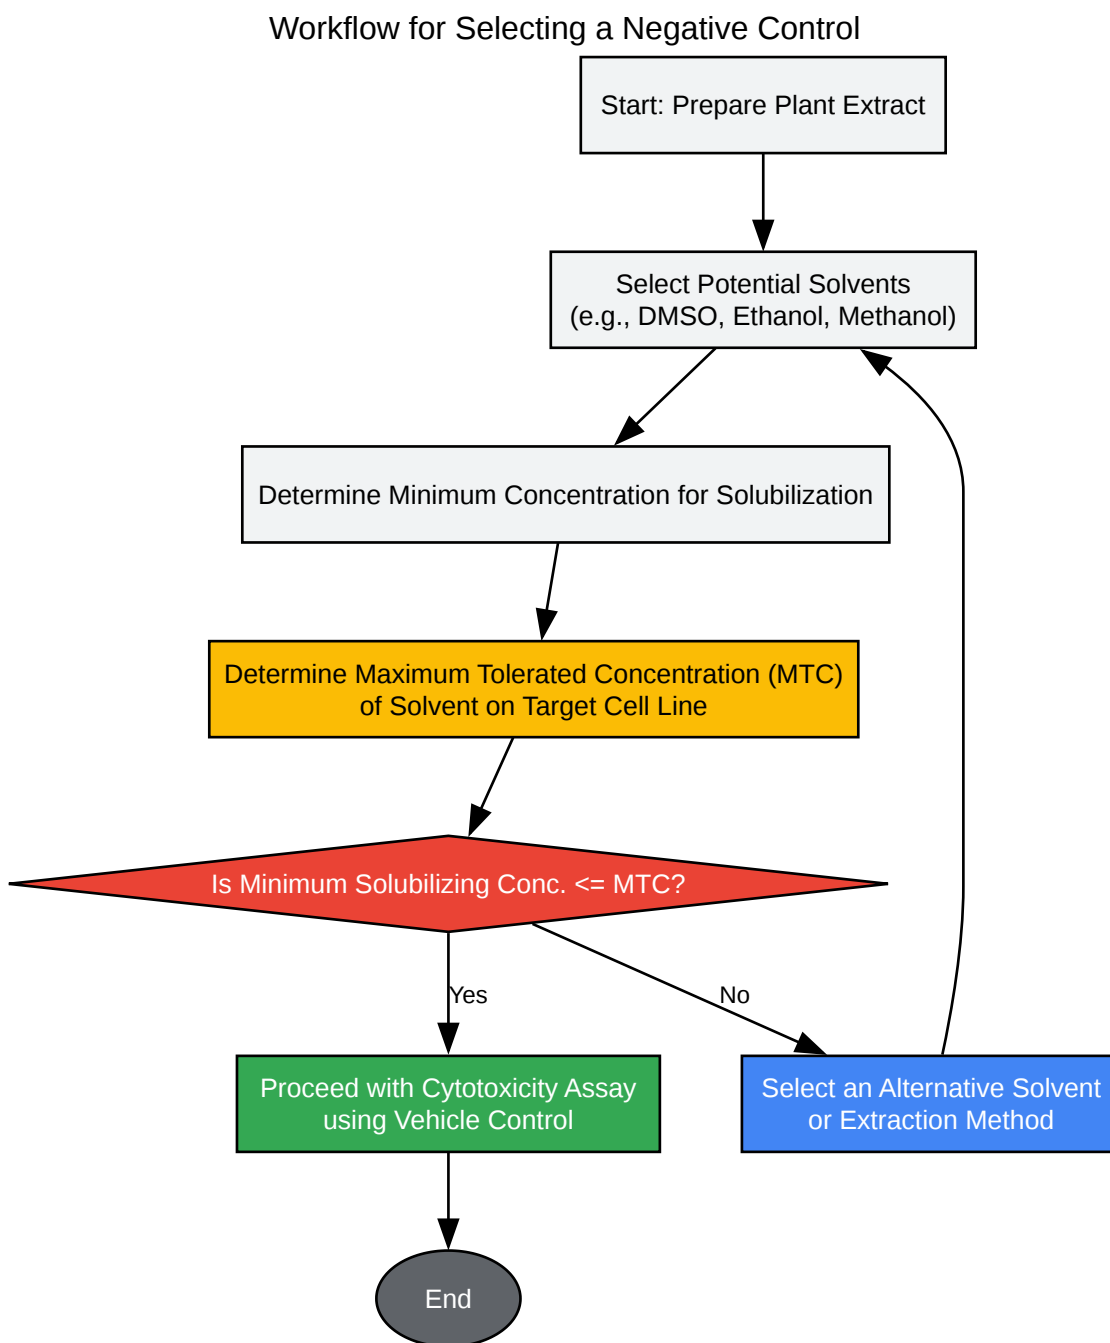 Workflow for Selecting a Negative Control
Start: Prepare Plant Extract
Select Potential Solvents
(e.g., DMSO, Ethanol, Methanol)
Determine Minimum Concentration for Solubilization
Determine Maximum Tolerated Concentration (MTC)
of Solvent on Target Cell Line
Is Minimum Solubilizing Conc. <= MTC?
Yes
No
Proceed with Cytotoxicity Assay
using Vehicle Control
Select an Alternative Solvent
or Extraction Method
End